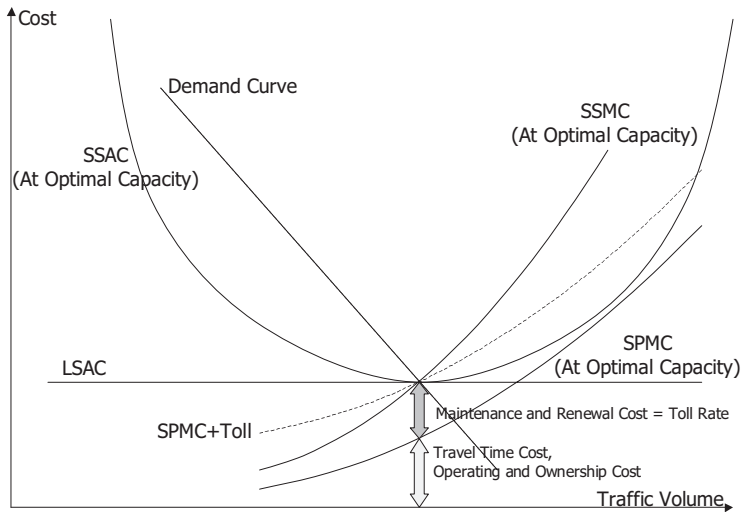 Cost
Demand Curve
SSMC
(At Optimal Capacity)
SSAC
(At Optimal Capacity)
SPMC
(At Optimal Capacity)
LSAC
Maintenance and Renewal Cost = Toll Rate
SPMC+Toll
Travel Time Cost,
Operating and Ownership Cost
Traffic Volume